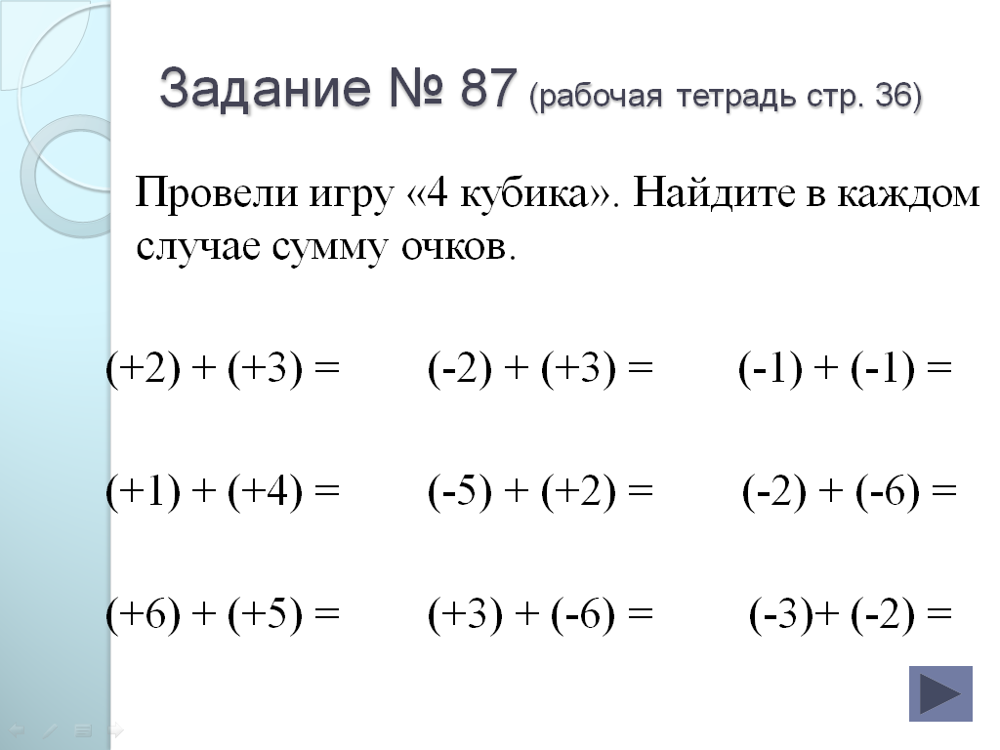 Задание № 87 (рабочая тетрадь стр. 36)
Провели игру «4 кубика». Найдите в каждом
случае сумму очков.
(+2) + (+3) = (-2) + (+3) = (-1) + (-1) =
(+1) + (+4) = (-5) + (+2) = (-2) + (-6) =
(+6) + (+5) = (+3) + (-6) = (-3)+ (-2) =